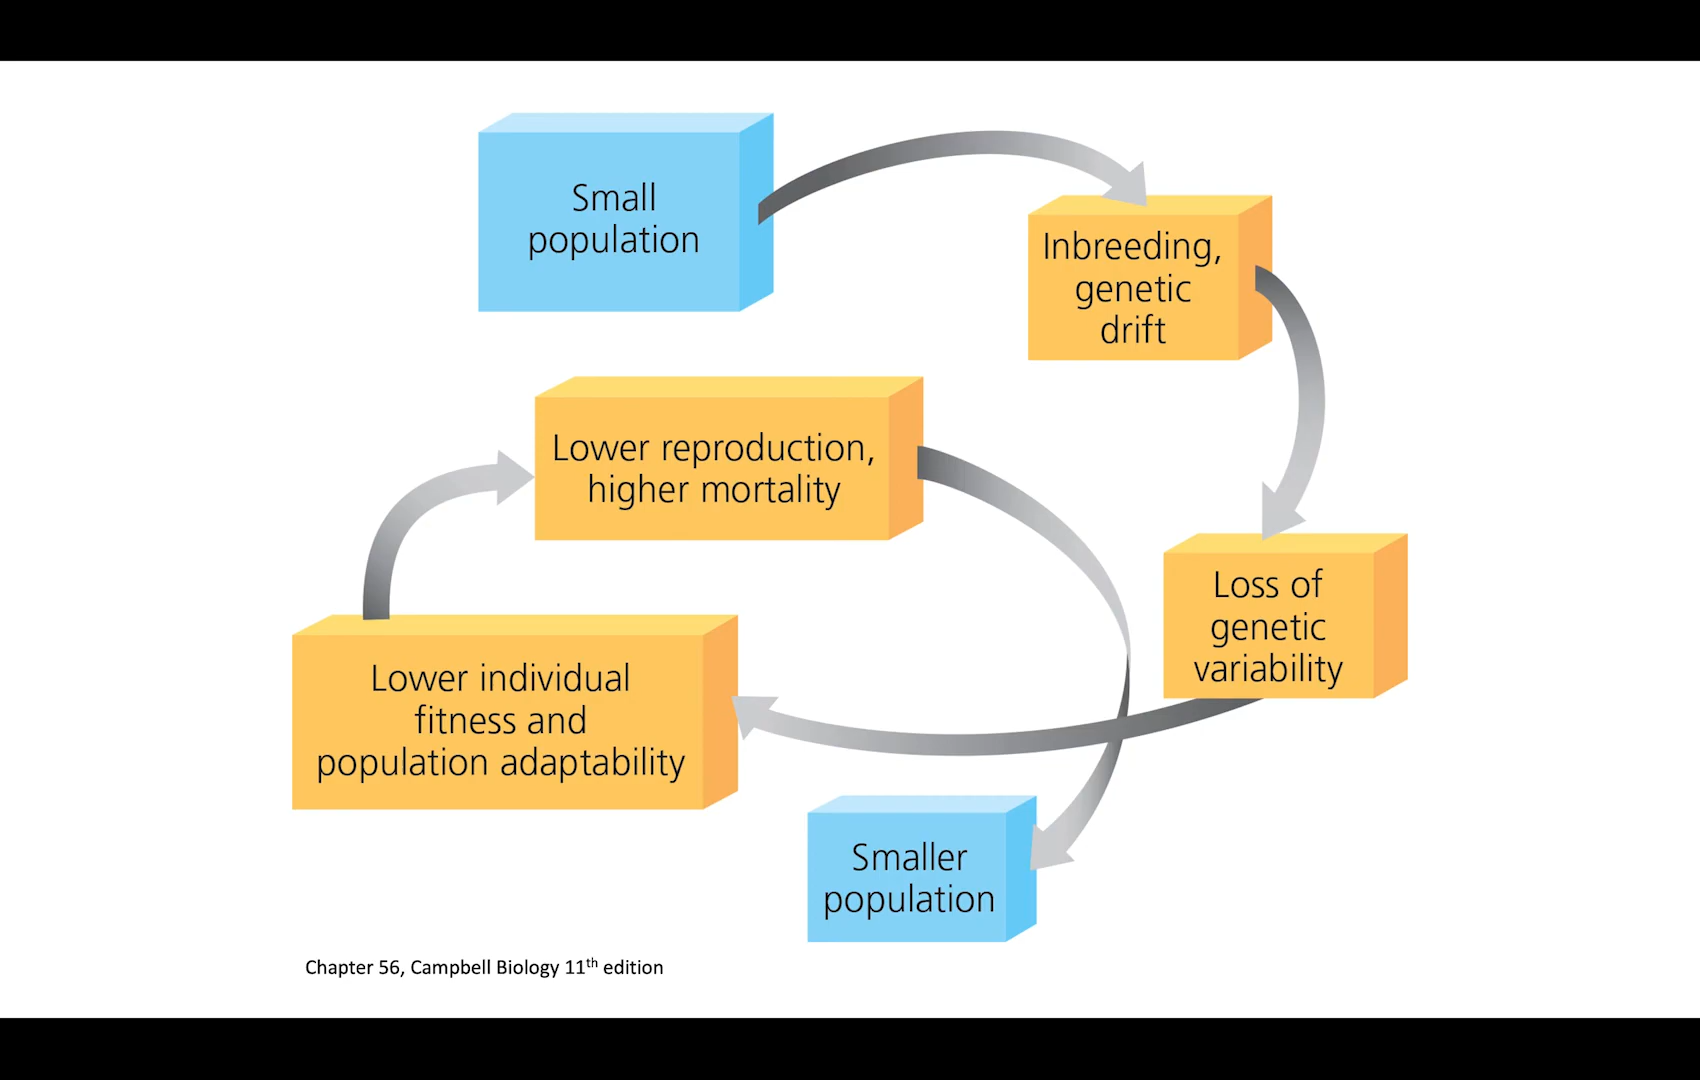 Small
population
Inbreeding,
genetic
drift
Lower reproduction,
higher mortality
Loss of
genetic
variability
Lower individual
fitness and
population adaptability
Smaller
population
Chapter 56, Campbell Biology 11th edition